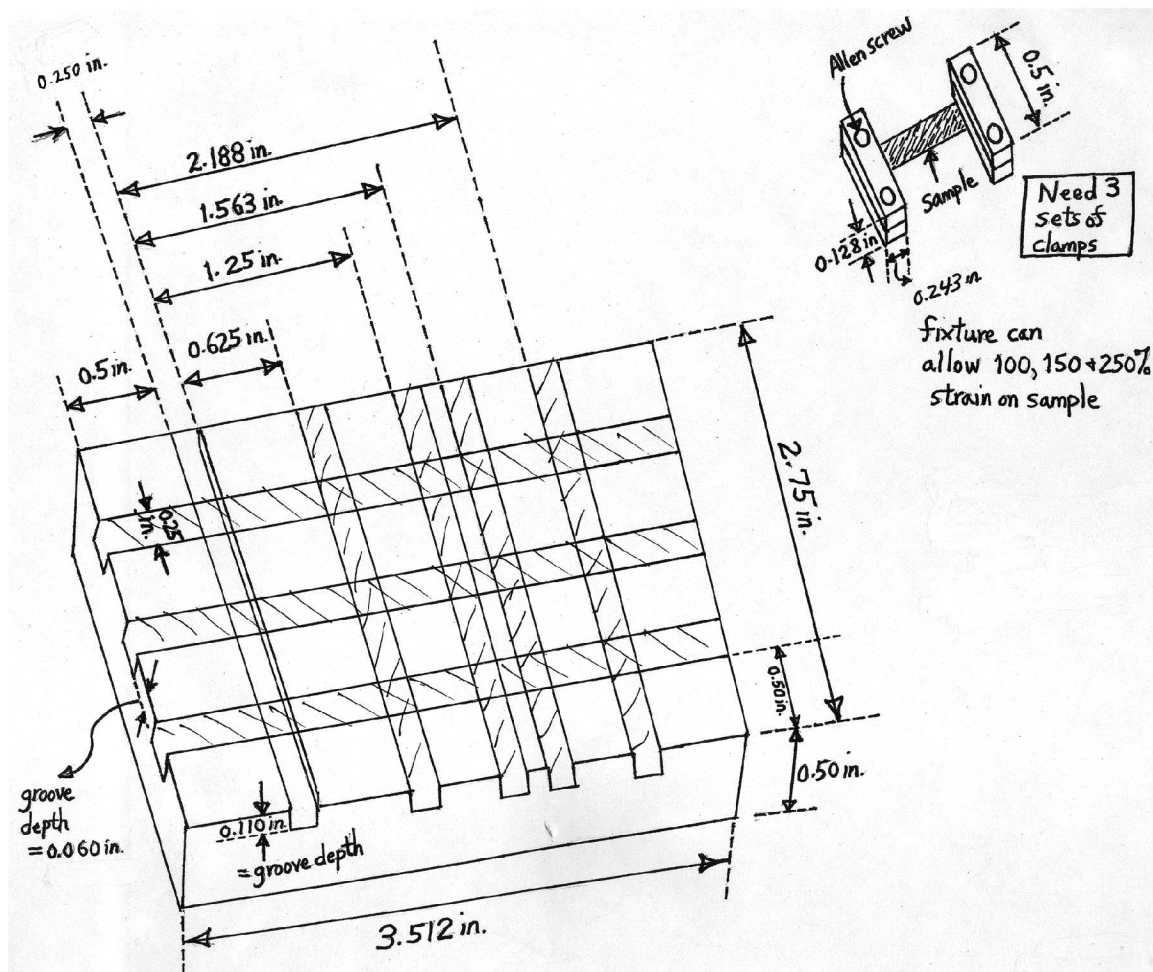 0.250 in.
2.188 in.
1.563 in.
1.25 in.
0.625 in.
0.5 in.
0.25
in.
groove
depth
=0.060 in.
0.110 in.
=groove depth
3.512 in.
2.75 in.
0.50 in.
0.50 in.
Allen screw
0.5 in.
sample
Need 3
sets of
clamps
0.128 in
0.243 in
fixture can
allow 100, 150 + 250%
strain on sample